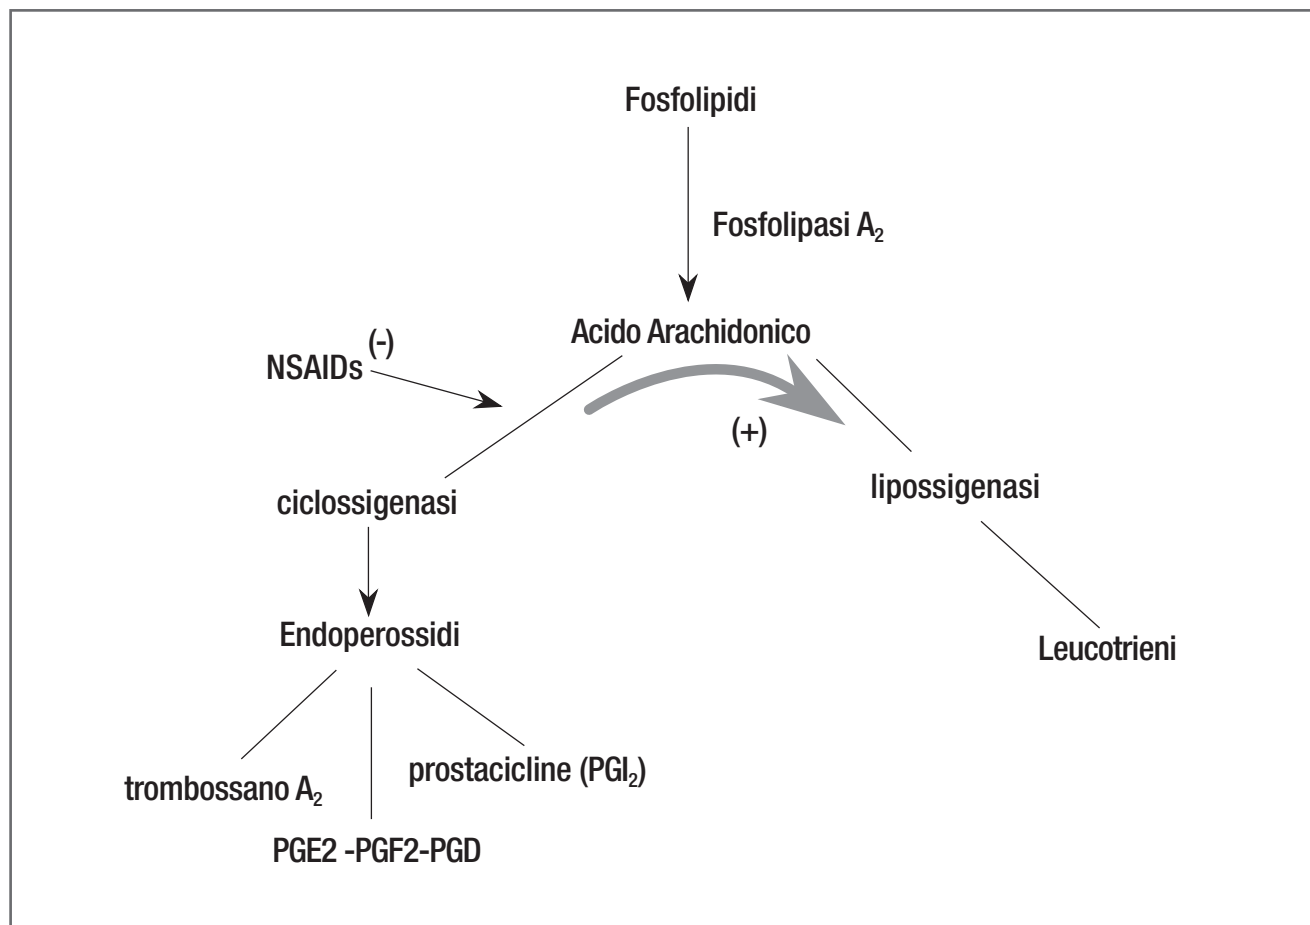 Fosfolipidi
Fosfolipasi A₂
Acido Arachidonico
(-)
NSAIDs
(+)
lipossigenasi
ciclossigenasi
Endoperossidi
Leucotrieni
prostacicline (PGI₂)
trombossano A₂
PGE2 -PGF2-PGD